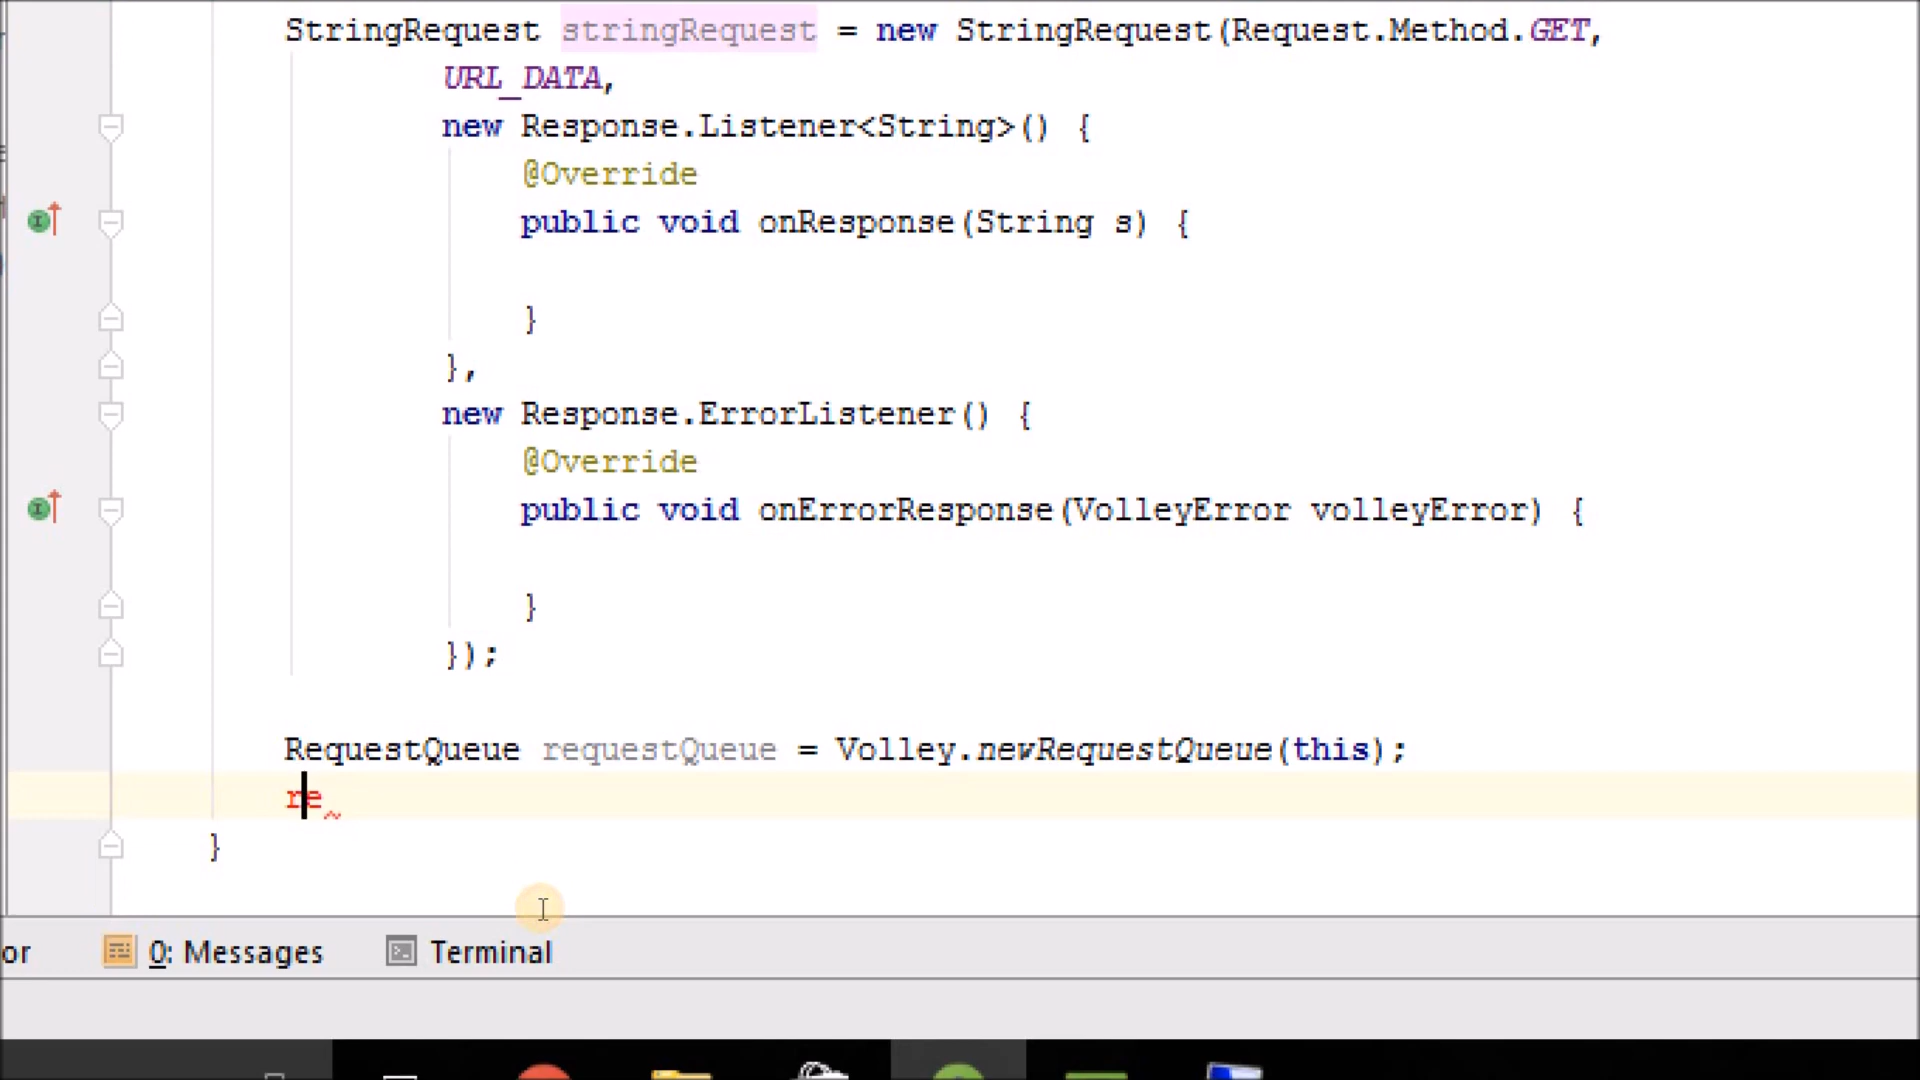 StringRequest stringRequest = new StringRequest(Request.Method.GET,
URL_DATA,
new Response.Listener<String>() {
@Override
public void onResponse(String s) {
}
},
new Response.ErrorListener() {
@Override
public void onErrorResponse(VolleyError volleyError) {
}
});
RequestQueue requestQueue = Volley.newRequestQueue(this);
re
}
or 0: Messages Terminal